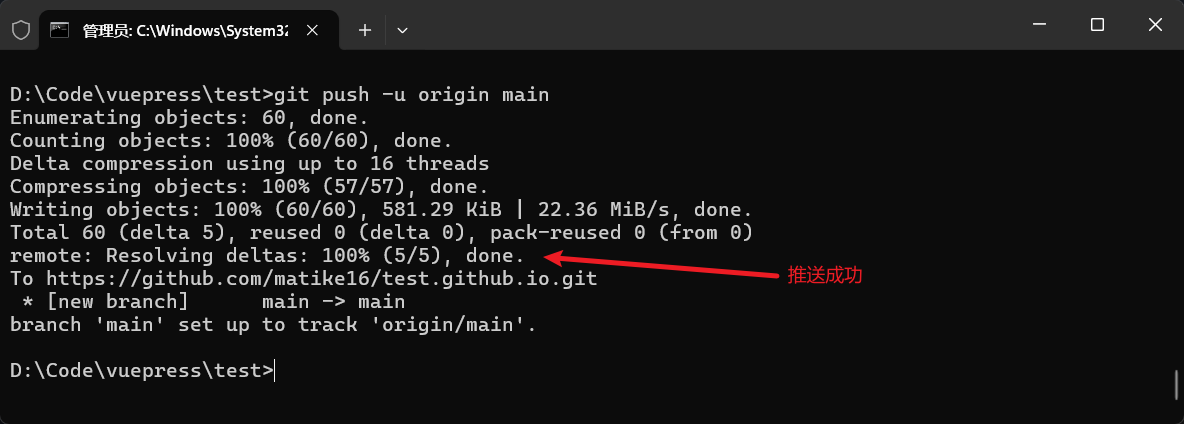 管理员: C:\Windows\System32
D:\Code\vuepress\test>git push -u origin main
Enumerating objects: 60, done.
Counting objects: 100% (60/60), done.
Delta compression using up to 16 threads
Compressing objects: 100% (57/57), done.
Writing objects: 100% (60/60), 581.29 KiB | 22.36 MiB/s, done.
Total 60 (delta 5), reused 0 (delta 0), pack-reused 0 (from 0)
remote: Resolving deltas: 100% (5/5), done.
推送成功
To https://github.com/matike16/test.github.io.git
 * [new branch]      main -> main
branch 'main' set up to track 'origin/main'.
D:\Code\vuepress\test>